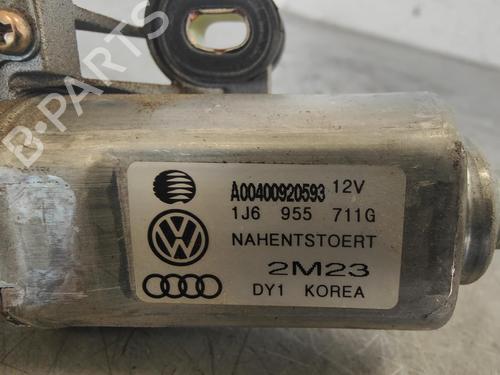 B-PARTS
A00400920593 12V
1J6 955 711G
NAHENTSTOERT
2M23
DY1 KOREA